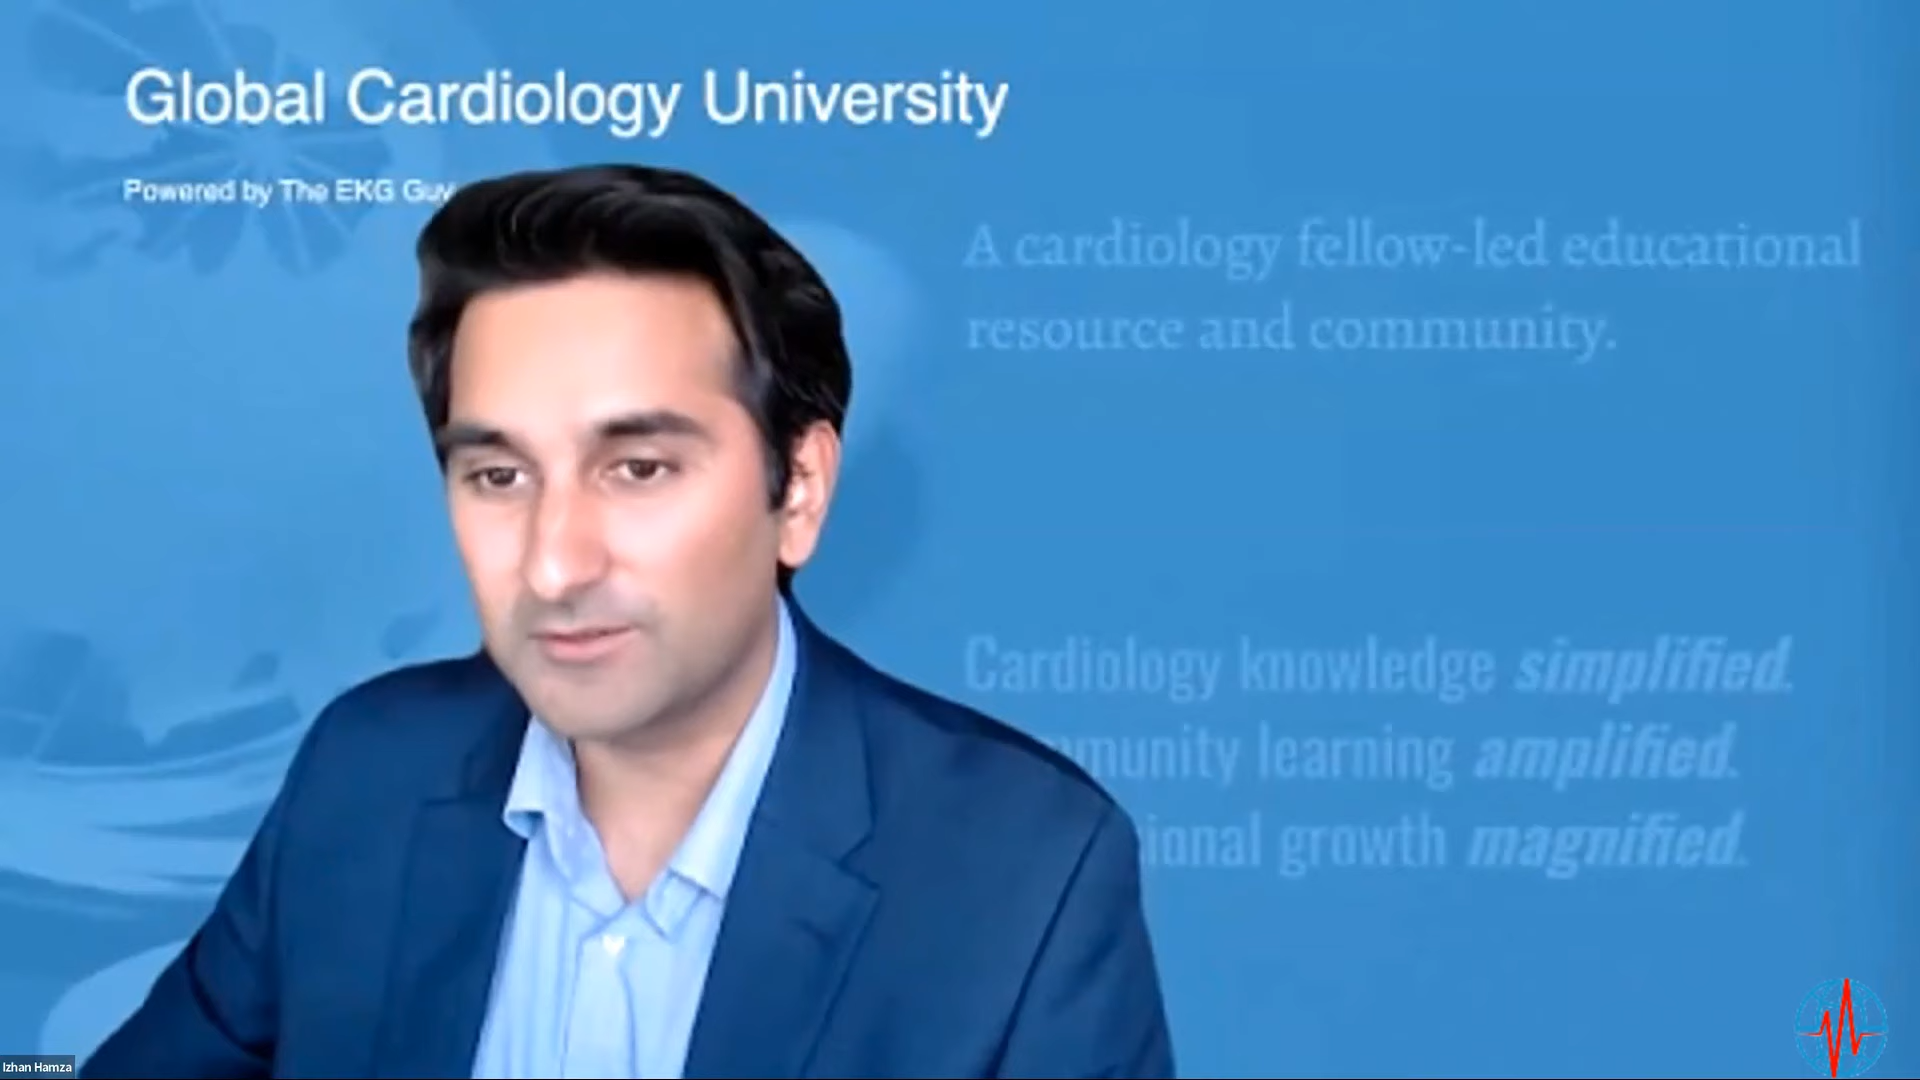 Global Cardiology University
Powered by The EKG Guy
A cardiology fellow-led educational
resource and community.
Cardiology knowledge simplified.
munity learning amplified.
ional growth magnified.
Izhan Hamza